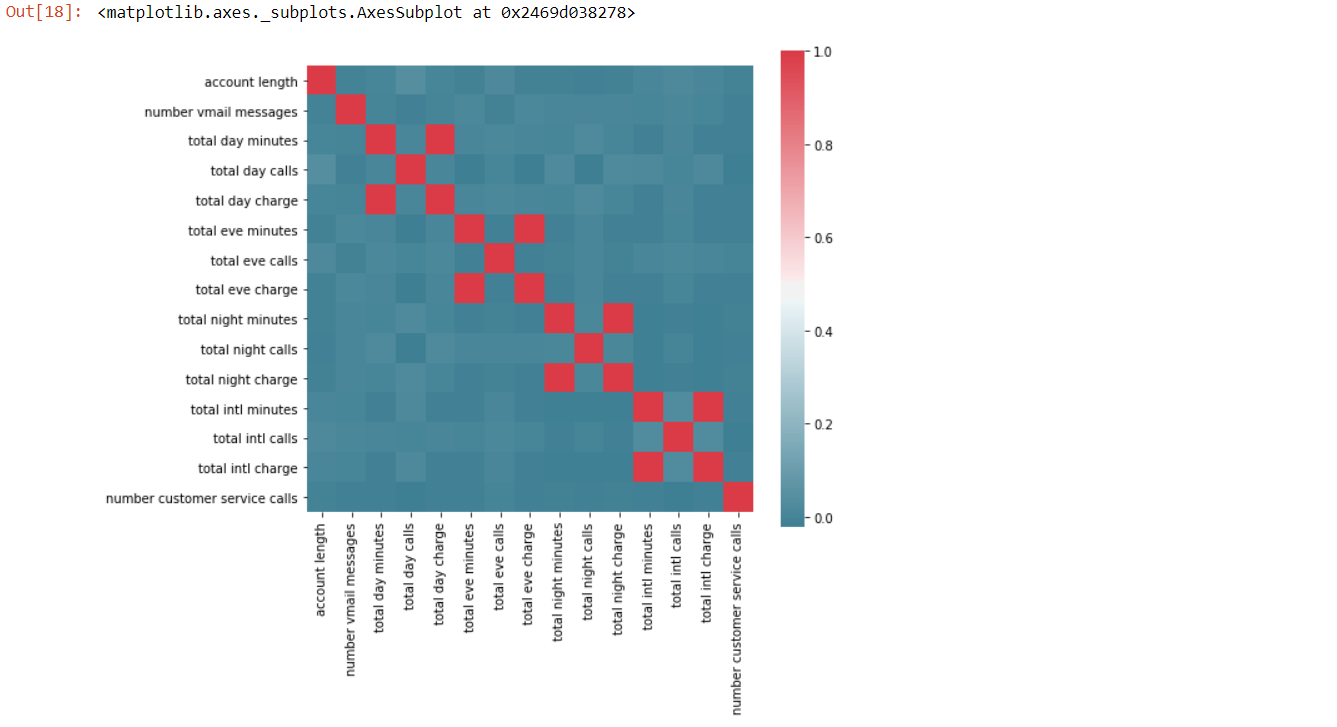 Out[18]: <matplotlib.axes._subplots.AxesSubplot at 0x2469d038278>
account length
number vmail messages
total day minutes
total day calls
total day charge
total eve minutes
total eve calls
total eve charge
total night minutes
total night calls
total night charge
total intl minutes
total intl calls
total intl charge
number customer service calls
account length
number vmail messages
total day minutes
total day calls
total day charge
total eve minutes
total eve calls
total eve charge
total night minutes
total night calls
total night charge
total intl minutes
total intl calls
total intl charge
number customer service calls
1.0
0.8
0.6
0.4
0.2
0.0